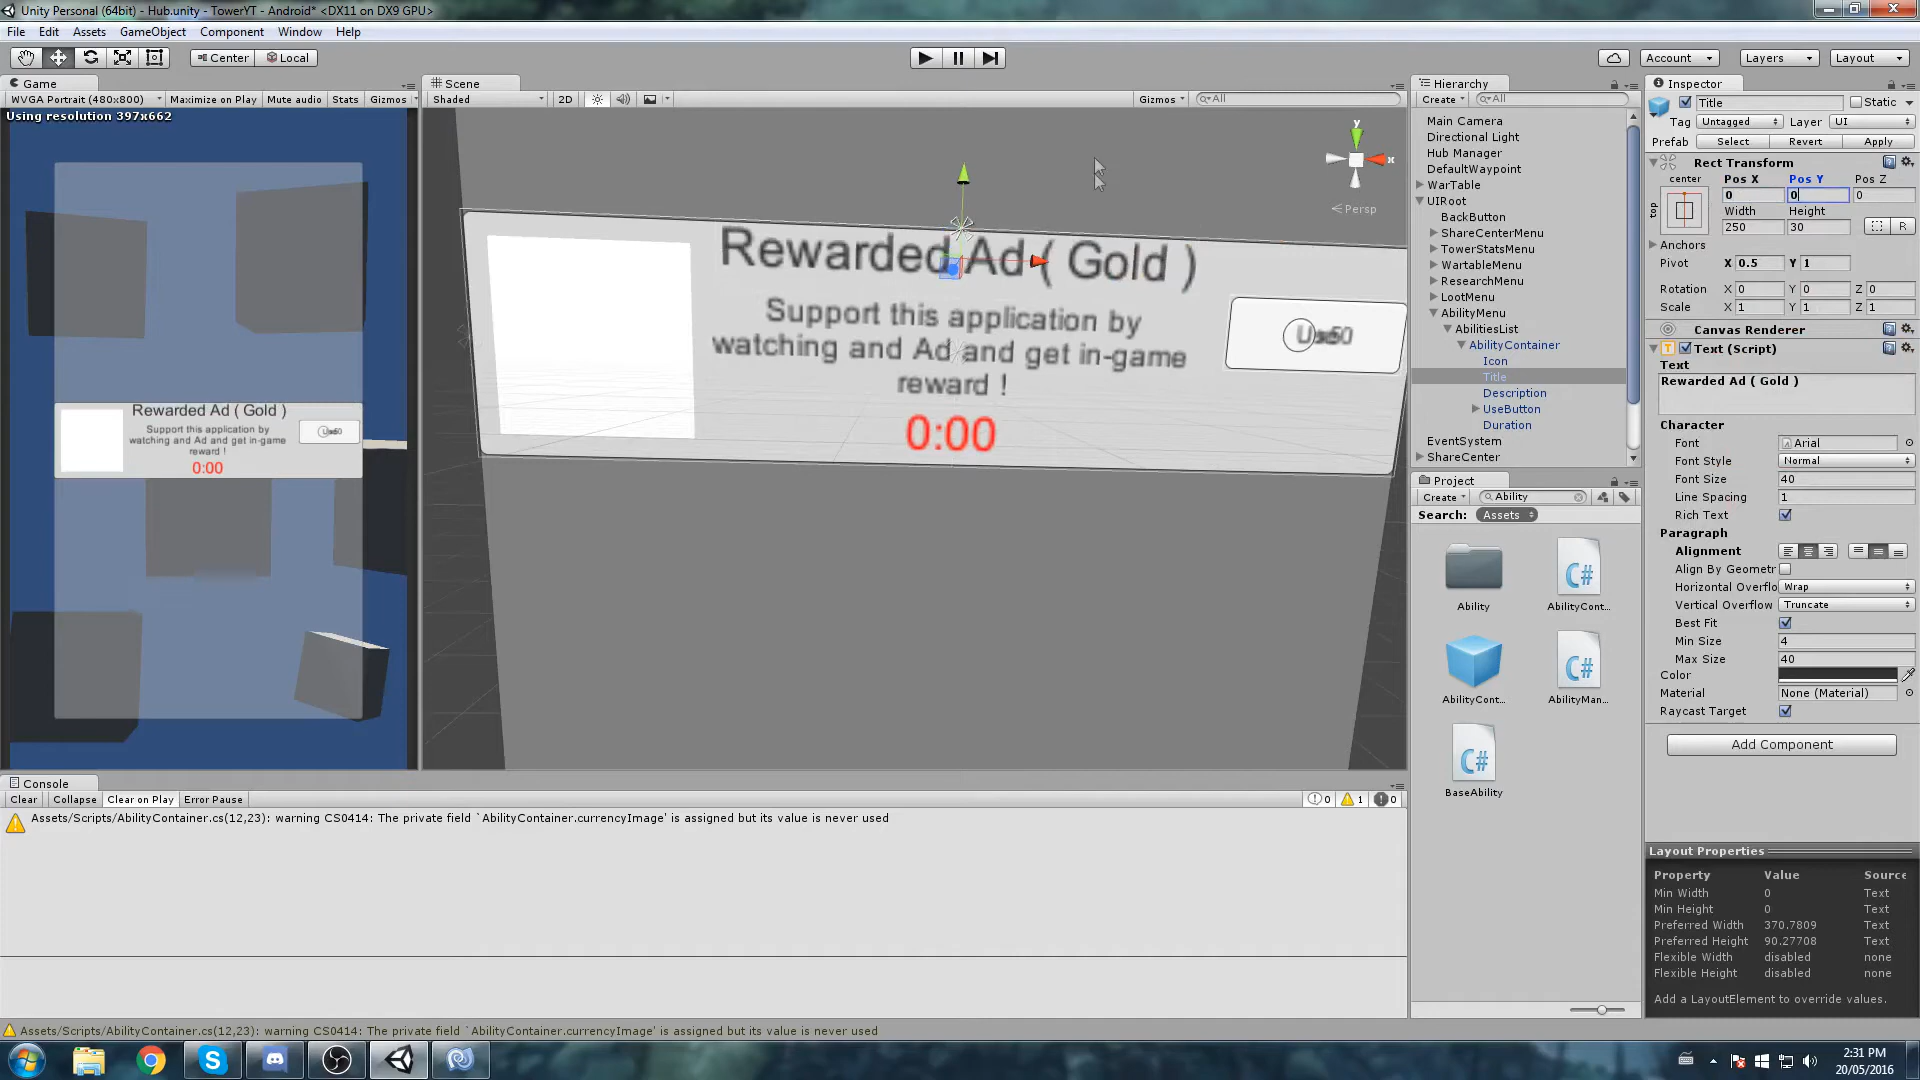 Unity Personal (64bit) - Hub.unity - TowerYT - Android* <DX11 on DX9 GPU>
File Edit Assets GameObject Component Window Help
Center Local
Account Layers Layout
Game
WVGA Portrait (480x800) Maximize on Play Mute audio Stats Gizmos
Using resolution 397x662
Rewarded Ad ( Gold )
Support this application by
watching and Ad and get in-game
reward !
0:00
Scene
Shaded 2D Gizmos All
y
x
Persp
Rewarded Ad ( Gold )
Support this application by
watching and Ad and get in-game
reward !
0:00
Hierarchy
Create All
Main Camera
Directional Light
Hub Manager
DefaultWaypoint
WarTable
UIRoot
BackButton
ShareCenterMenu
TowerStatsMenu
WartableMenu
ResearchMenu
LootMenu
AbilityMenu
AbilitiesList
AbilityContainer
Icon
Title
Description
UseButton
Duration
EventSystem
ShareCenter
Project
Create Ability
Search: Assets
Ability
AbilityCont...
AbilityCont...
AbilityMan...
BaseAbility
Inspector
Title Static
Tag Untagged Layer UI
Prefab Select Revert Apply
Rect Transform
center Pos X Pos Y Pos Z
top
0 0 0
Width Height
250 30 R
Anchors
Pivot X 0.5 Y 1
Rotation X 0 Y 0 Z 0
Scale X 1 Y 1 Z 1
Canvas Renderer
Text (Script)
Text
Rewarded Ad ( Gold )
Character
Font Arial
Font Style Normal
Font Size 40
Line Spacing 1
Rich Text
Paragraph
Alignment
Align By Geometr
Horizontal Overflo Wrap
Vertical Overflow Truncate
Best Fit
Min Size 4
Max Size 40
Color
Material None (Material)
Raycast Target
Add Component
Layout Properties
Property Value Source
Min Width 0 Text
Min Height 0 Text
Preferred Width 370.7809 Text
Preferred Height 90.27708 Text
Flexible Width disabled none
Flexible Height disabled none
Add a LayoutElement to override values.
Console
Clear Collapse Clear on Play Error Pause 0 1 0
Assets/Scripts/AbilityContainer.cs(12,23): warning CS0414: The private field `AbilityContainer.currencyImage' is assigned but its value is never used
Assets/Scripts/AbilityContainer.cs(12,23): warning CS0414: The private field `AbilityContainer.currencyImage' is assigned but its value is never used
2:31 PM
20/05/2016